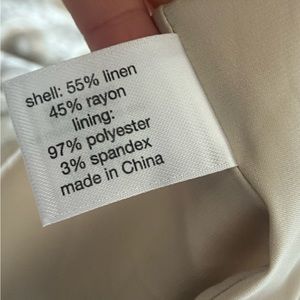 shell: 55% linen
45% rayon
lining:
97% polyester
3% spandex
made in China